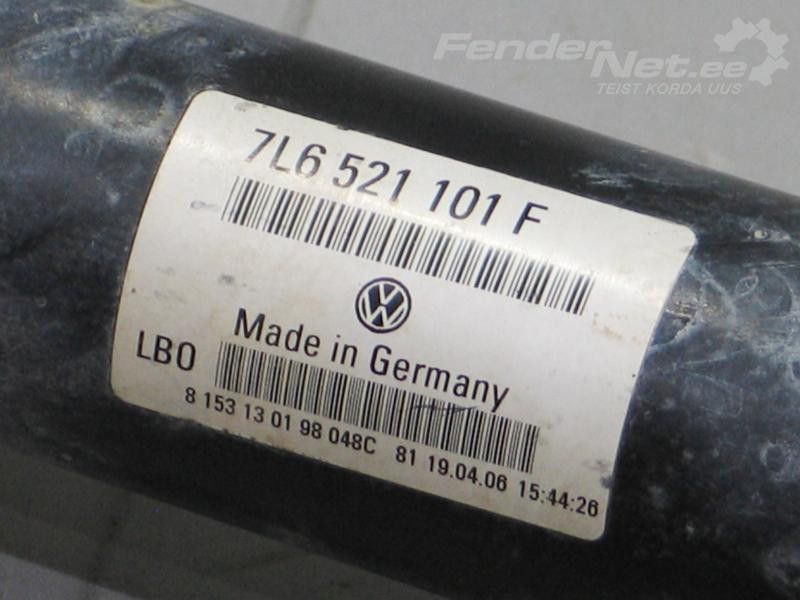 FenderNet.ee
TEIST KORDA UUS
7L6 521 101 F
Made in Germany
LBO
8 153 13 01 98 048C 81 19.04.06 15:44:26